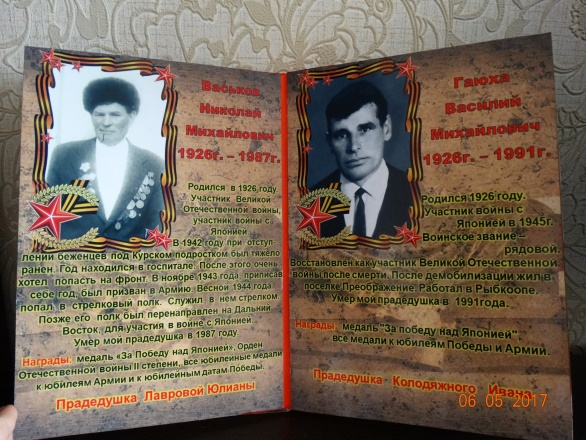 Васьков
Николай
Михайлович
1926г. – 1987г.
Родился в 1926 году.
Участник Великой
Отечественной войны,
участник войны с
Японией
В 1942 году при отступ-
лении беженцев под Курском подростком был тяжело
ранен. Год находился в госпитале. После этого очень
хотел попасть на фронт. В ноябре 1943 года, приписав
себе год, был призван в Армию. Весной 1944 года
попал в стрелковый полк. Служил в нем стрелком.
Позже его полк был перенаправлен на Дальний
Восток, для участия в войне с Японией.
Умер мой прадедушка в 1987 году.
Награды: медаль «За Победу над Японией», Орден
Отечественной войны II степени, все юбилейные медали
к юбилеям Армии и к юбилейным датам Победы.
Прадедушка Лавровой Юлианы
Гаюха
Василий
Михайлович
1926г. – 1991г.
Родился 1926 году.
Участник войны с
Японией в 1945г.
Воинское звание –
рядовой.
Восстановлен как участник Великой Отечественной
войны после смерти. После демобилизации жил в
поселке Преображение. Работал в Рыбкоопе.
Умер мой прадедушка в 1991года.
Награды: медаль "За победу над Японией",
все медали к юбилеям Победы и Армий.
Прадедушка Колодяжного Ивана
06 05 2017